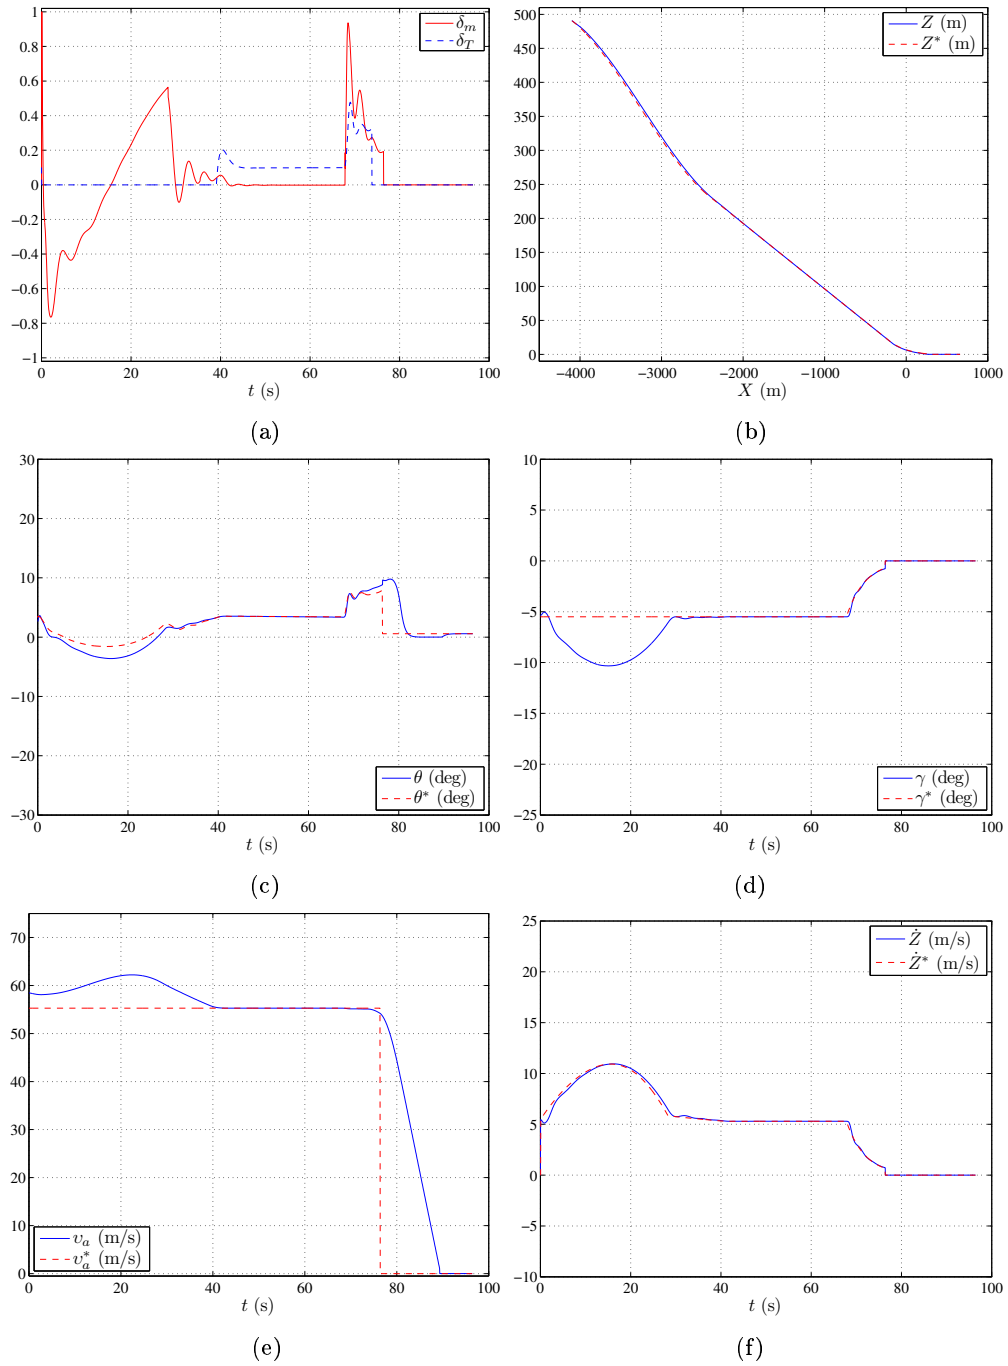 1
0.8
0.6
0.4
0.2
0
−0.2
−0.4
−0.6
−0.8
−1
0 20 40 60 80 100
t (s)
δ_m
δ_T
(a)
500
450
400
350
300
250
200
150
100
50
0
−4000 −3000 −2000 −1000 0 1000
X (m)
Z (m)
Z* (m)
(b)
30
20
10
0
−10
−20
−30
0 20 40 60 80 100
t (s)
θ (deg)
θ* (deg)
(c)
10
5
0
−5
−10
−15
−20
−25
0 20 40 60 80 100
t (s)
γ (deg)
γ* (deg)
(d)
70
60
50
40
30
20
10
0
0 20 40 60 80 100
t (s)
v_a (m/s)
v_a* (m/s)
(e)
25
20
15
10
5
0
−5
−10
0 20 40 60 80 100
t (s)
Ż (m/s)
Ż* (m/s)
(f)